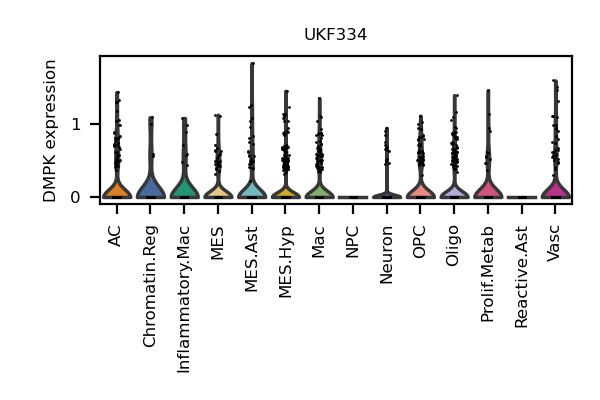 UKF334
DMPK expression
1
0
AC
Chromatin.Reg
Inflammatory.Mac
MES
MES.Ast
MES.Hyp
Mac
NPC
Neuron
OPC
Oligo
Prolif.Metab
Reactive.Ast
Vasc